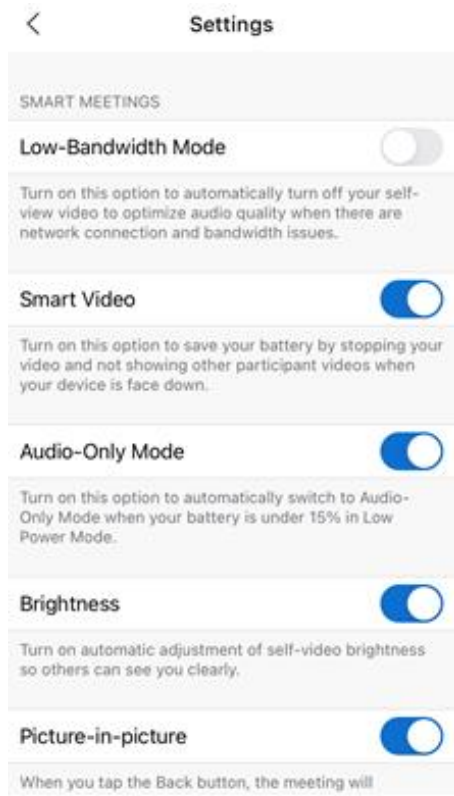 Settings
SMART MEETINGS
Low-Bandwidth Mode
Turn on this option to automatically turn off your self-
view video to optimize audio quality when there are
network connection and bandwidth issues.
Smart Video
Turn on this option to save your battery by stopping your
video and not showing other participant videos when
your device is face down.
Audio-Only Mode
Turn on this option to automatically switch to Audio-
Only Mode when your battery is under 15% in Low
Power Mode.
Brightness
Turn on automatic adjustment of self-video brightness
so others can see you clearly.
Picture-in-picture
When you tap the Back button, the meeting will